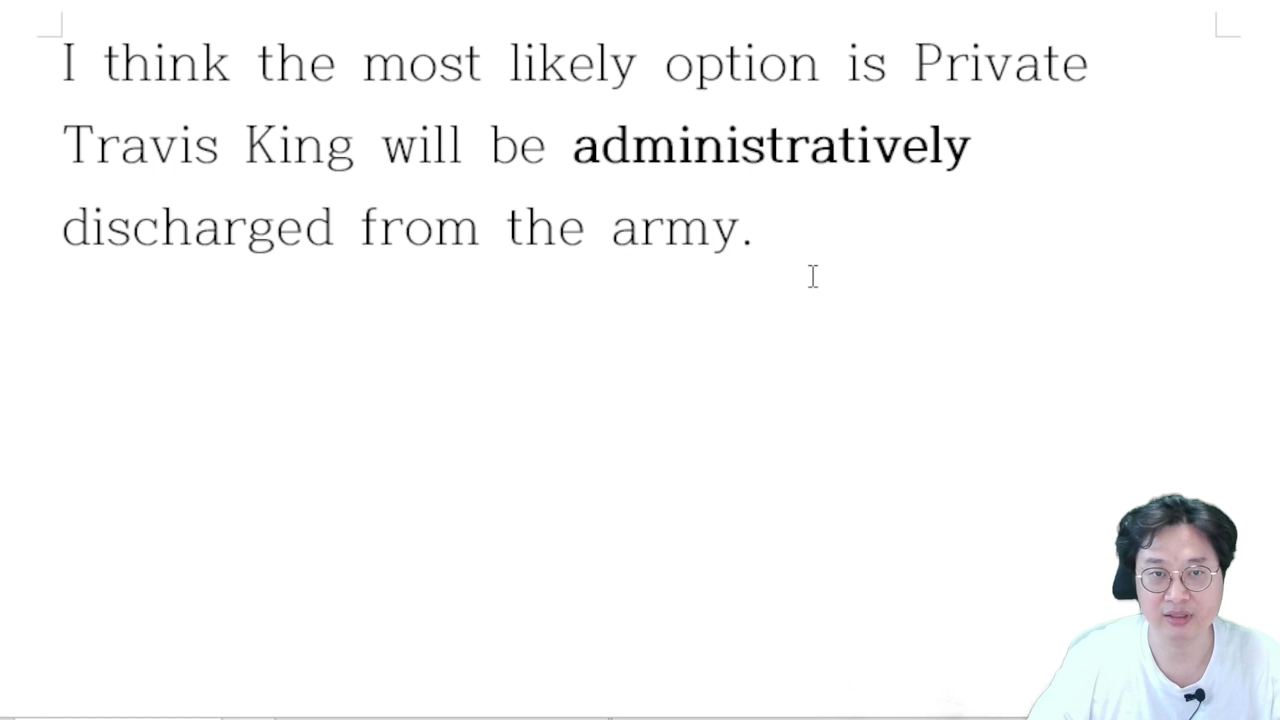 I think the most likely option is Private
Travis King will be administratively
discharged from the army.